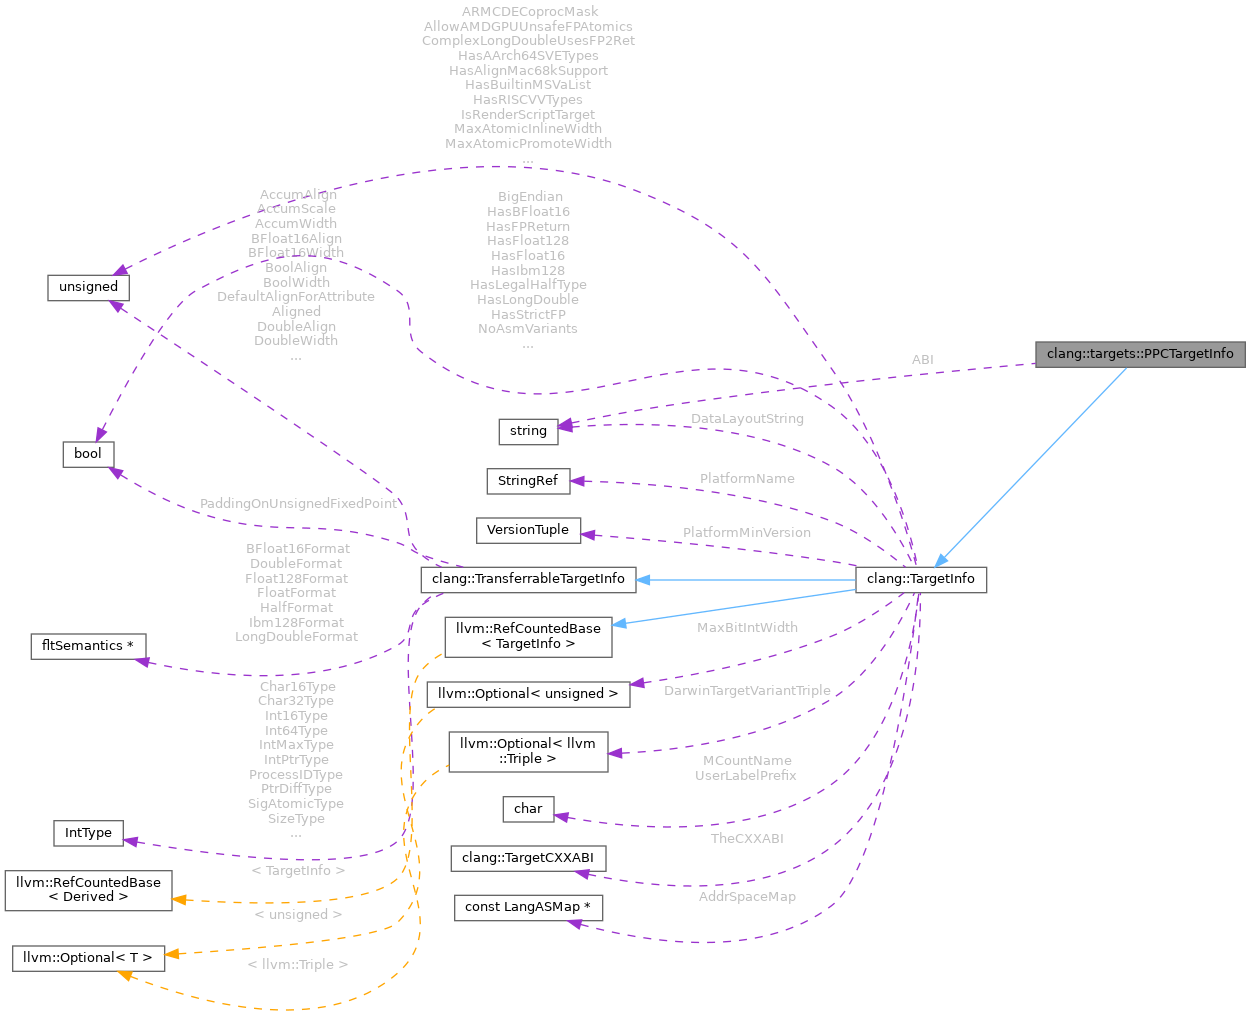 ARMCDECoprocMask
AllowAMDGPUUnsafeFPAtomics
ComplexLongDoubleUsesFP2Ret
HasAArch64SVETypes
HasAlignMac68kSupport
HasBuiltinMSVaList
HasRISCVVTypes
IsRenderScriptTarget
MaxAtomicInlineWidth
MaxAtomicPromoteWidth
...
AccumAlign
AccumScale
AccumWidth
BFloat16Align
BFloat16Width
BoolAlign
BoolWidth
DefaultAlignForAttribute
Aligned
DoubleAlign
DoubleWidth
...
BigEndian
HasBFloat16
HasFPReturn
HasFloat128
HasFloat16
HasIbm128
HasLegalHalfType
HasLongDouble
HasStrictFP
NoAsmVariants
...
unsigned
clang::targets::PPCTargetInfo
ABI
DataLayoutString
string
bool
StringRef
PlatformName
PaddingOnUnsignedFixedPoint
VersionTuple
PlatformMinVersion
BFloat16Format
DoubleFormat
Float128Format
FloatFormat
HalfFormat
Ibm128Format
LongDoubleFormat
clang::TransferrableTargetInfo
clang::TargetInfo
llvm::RefCountedBase
< TargetInfo >
MaxBitIntWidth
fltSemantics *
llvm::Optional< unsigned >
DarwinTargetVariantTriple
Char16Type
Char32Type
Int16Type
Int64Type
IntMaxType
IntPtrType
ProcessIDType
PtrDiffType
SigAtomicType
SizeType
...
llvm::Optional< llvm
::Triple >
MCountName
UserLabelPrefix
char
IntType
TheCXXABI
clang::TargetCXXABI
< TargetInfo >
llvm::RefCountedBase
< Derived >
AddrSpaceMap
const LangASMap *
< unsigned >
llvm::Optional< T >
< llvm::Triple >